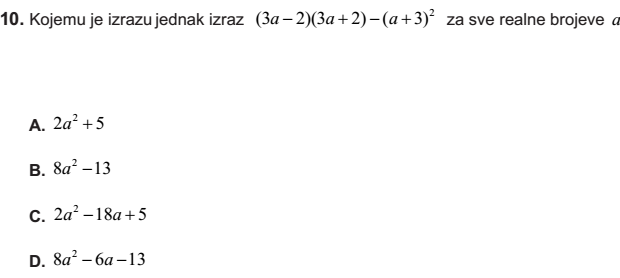 10. Kojemu je izrazu jednak izraz (3a−2)(3a+2)−(a+3)² za sve realne brojeve a
A. 2a²+5
B. 8a²−13
C. 2a²−18a+5
D. 8a²−6a−13